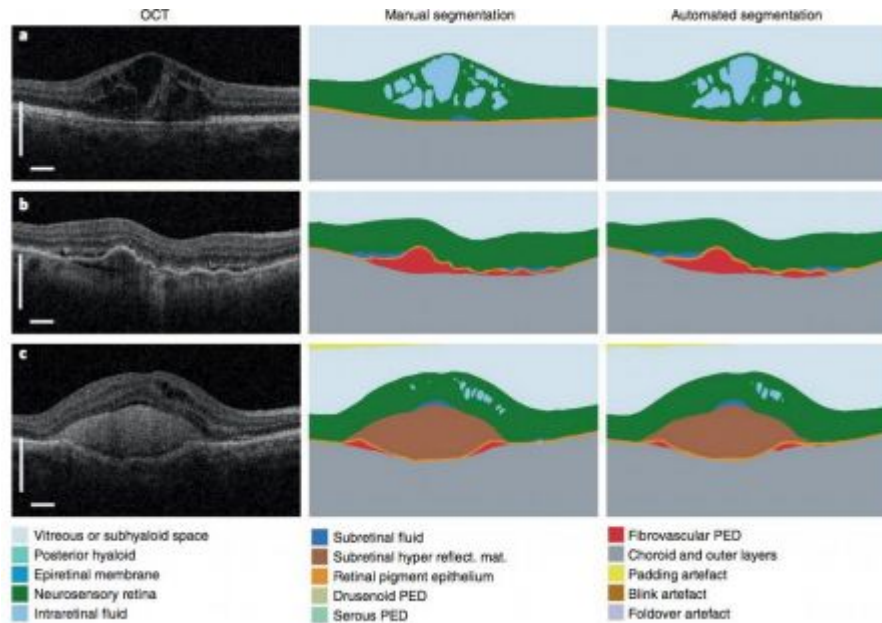 OCT
Manual segmentation
Automated segmentation
a
b
c
Vitreous or subhyaloid space
Posterior hyaloid
Epiretinal membrane
Neurosensory retina
Intraretinal fluid
Subretinal fluid
Subretinal hyper reflect. mat.
Retinal pigment epithelium
Drusenoid PED
Serous PED
Fibrovascular PED
Choroid and outer layers
Padding artefact
Blink artefact
Foldover artefact